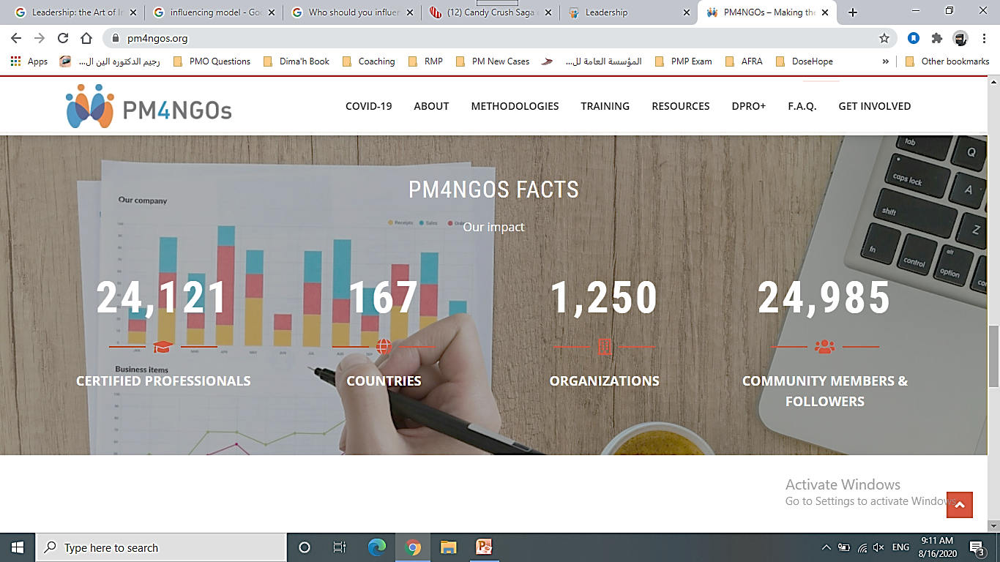 Leadership: the Art of In
influencing model - Goo
Who should you influen
(12) Candy Crush Saga
Leadership
PM4NGOs – Making the
pm4ngos.org
Apps
رجيم الدكتوره الين ال...
PMO Questions
Dima'h Book
Coaching
RMP
PM New Cases
المؤسسة العامة لل...
PMP Exam
AFRA
DoseHope
»
Other bookmarks
PM4NGOs
COVID-19
ABOUT
METHODOLOGIES
TRAINING
RESOURCES
DPRO+
F.A.Q.
GET INVOLVED
tab
Q
caps lock
A
shift
Z
fn
control
alt
option
PM4NGOS FACTS
Our impact
Our company
Receipts
Sales
24,121
167
1,250
24,985
Business items
CERTIFIED PROFESSIONALS
COUNTRIES
ORGANIZATIONS
COMMUNITY MEMBERS &
FOLLOWERS
Activate Windows
Go to Settings to activate Windows.
Type here to search
ENG
9:11 AM
8/16/2020
3